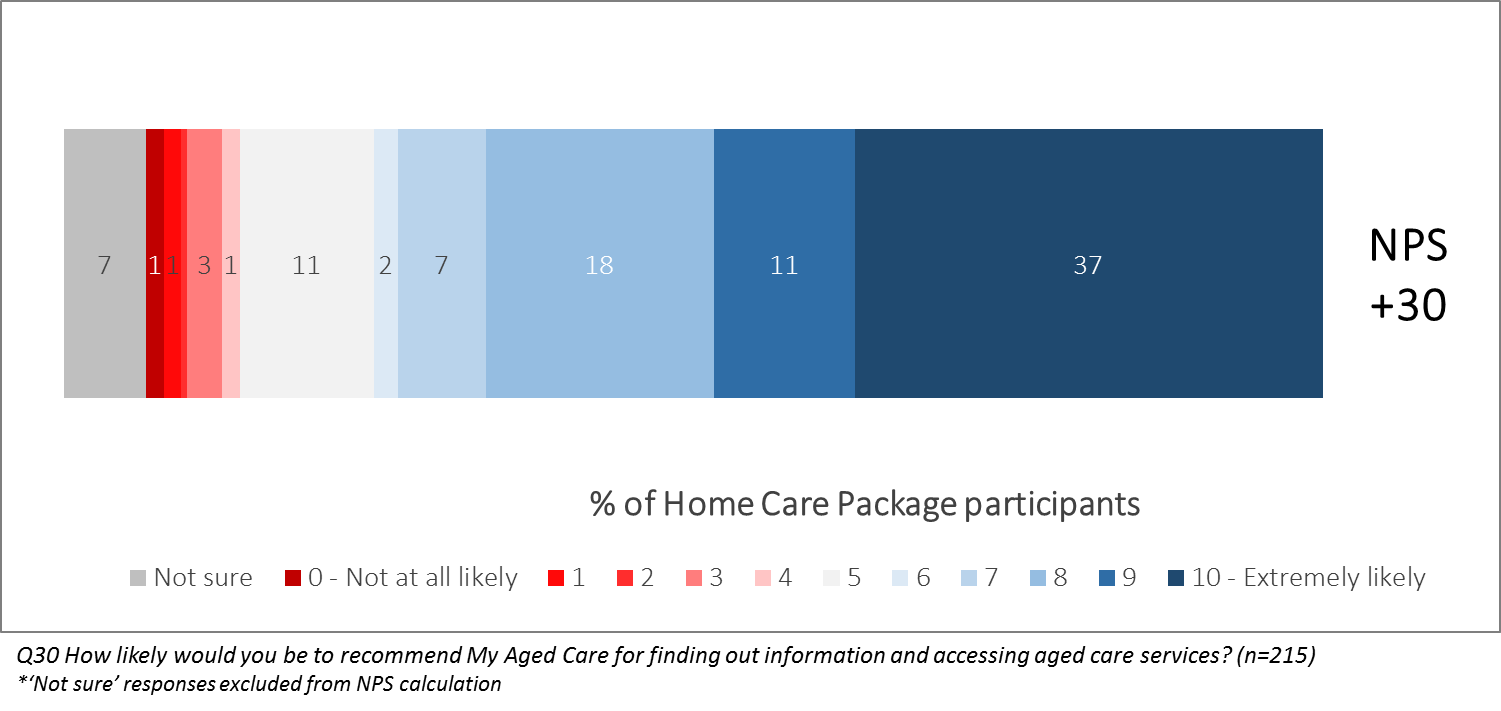 7 1 1 3 1 11 2 7 18 11 37
NPS
+30
% of Home Care Package participants
Not sure 0 - Not at all likely 1 2 3 4 5 6 7 8 9 10 - Extremely likely
Q30 How likely would you be to recommend My Aged Care for finding out information and accessing aged care services? (n=215)
*‘Not sure’ responses excluded from NPS calculation